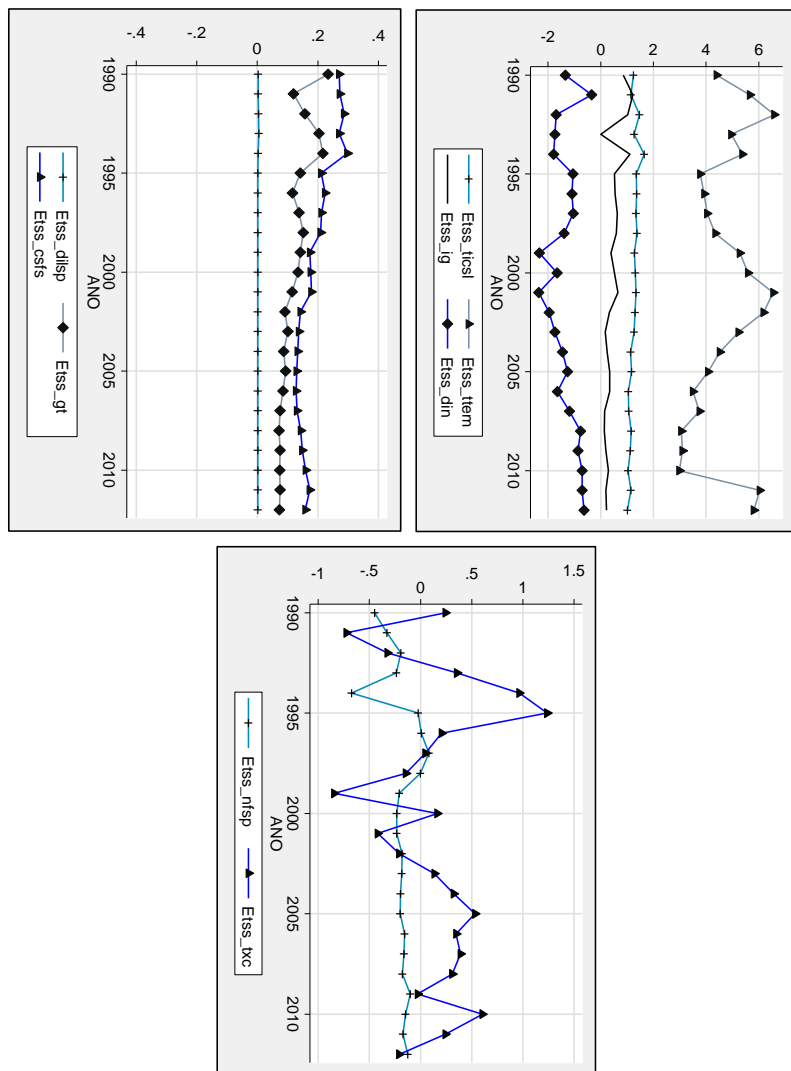 6
4
2
0
-2
1990 1995 2000 2005 2010
ANO
Etss_ticsl Etss_ttem
Etss_ig Etss_din
.4
.2
0
-.2
-.4
1990 1995 2000 2005 2010
ANO
Etss_dilsp Etss_gt
Etss_csfs
1.5
1
.5
0
-.5
-1
1990 1995 2000 2005 2010
ANO
Etss_nfsp Etss_txc